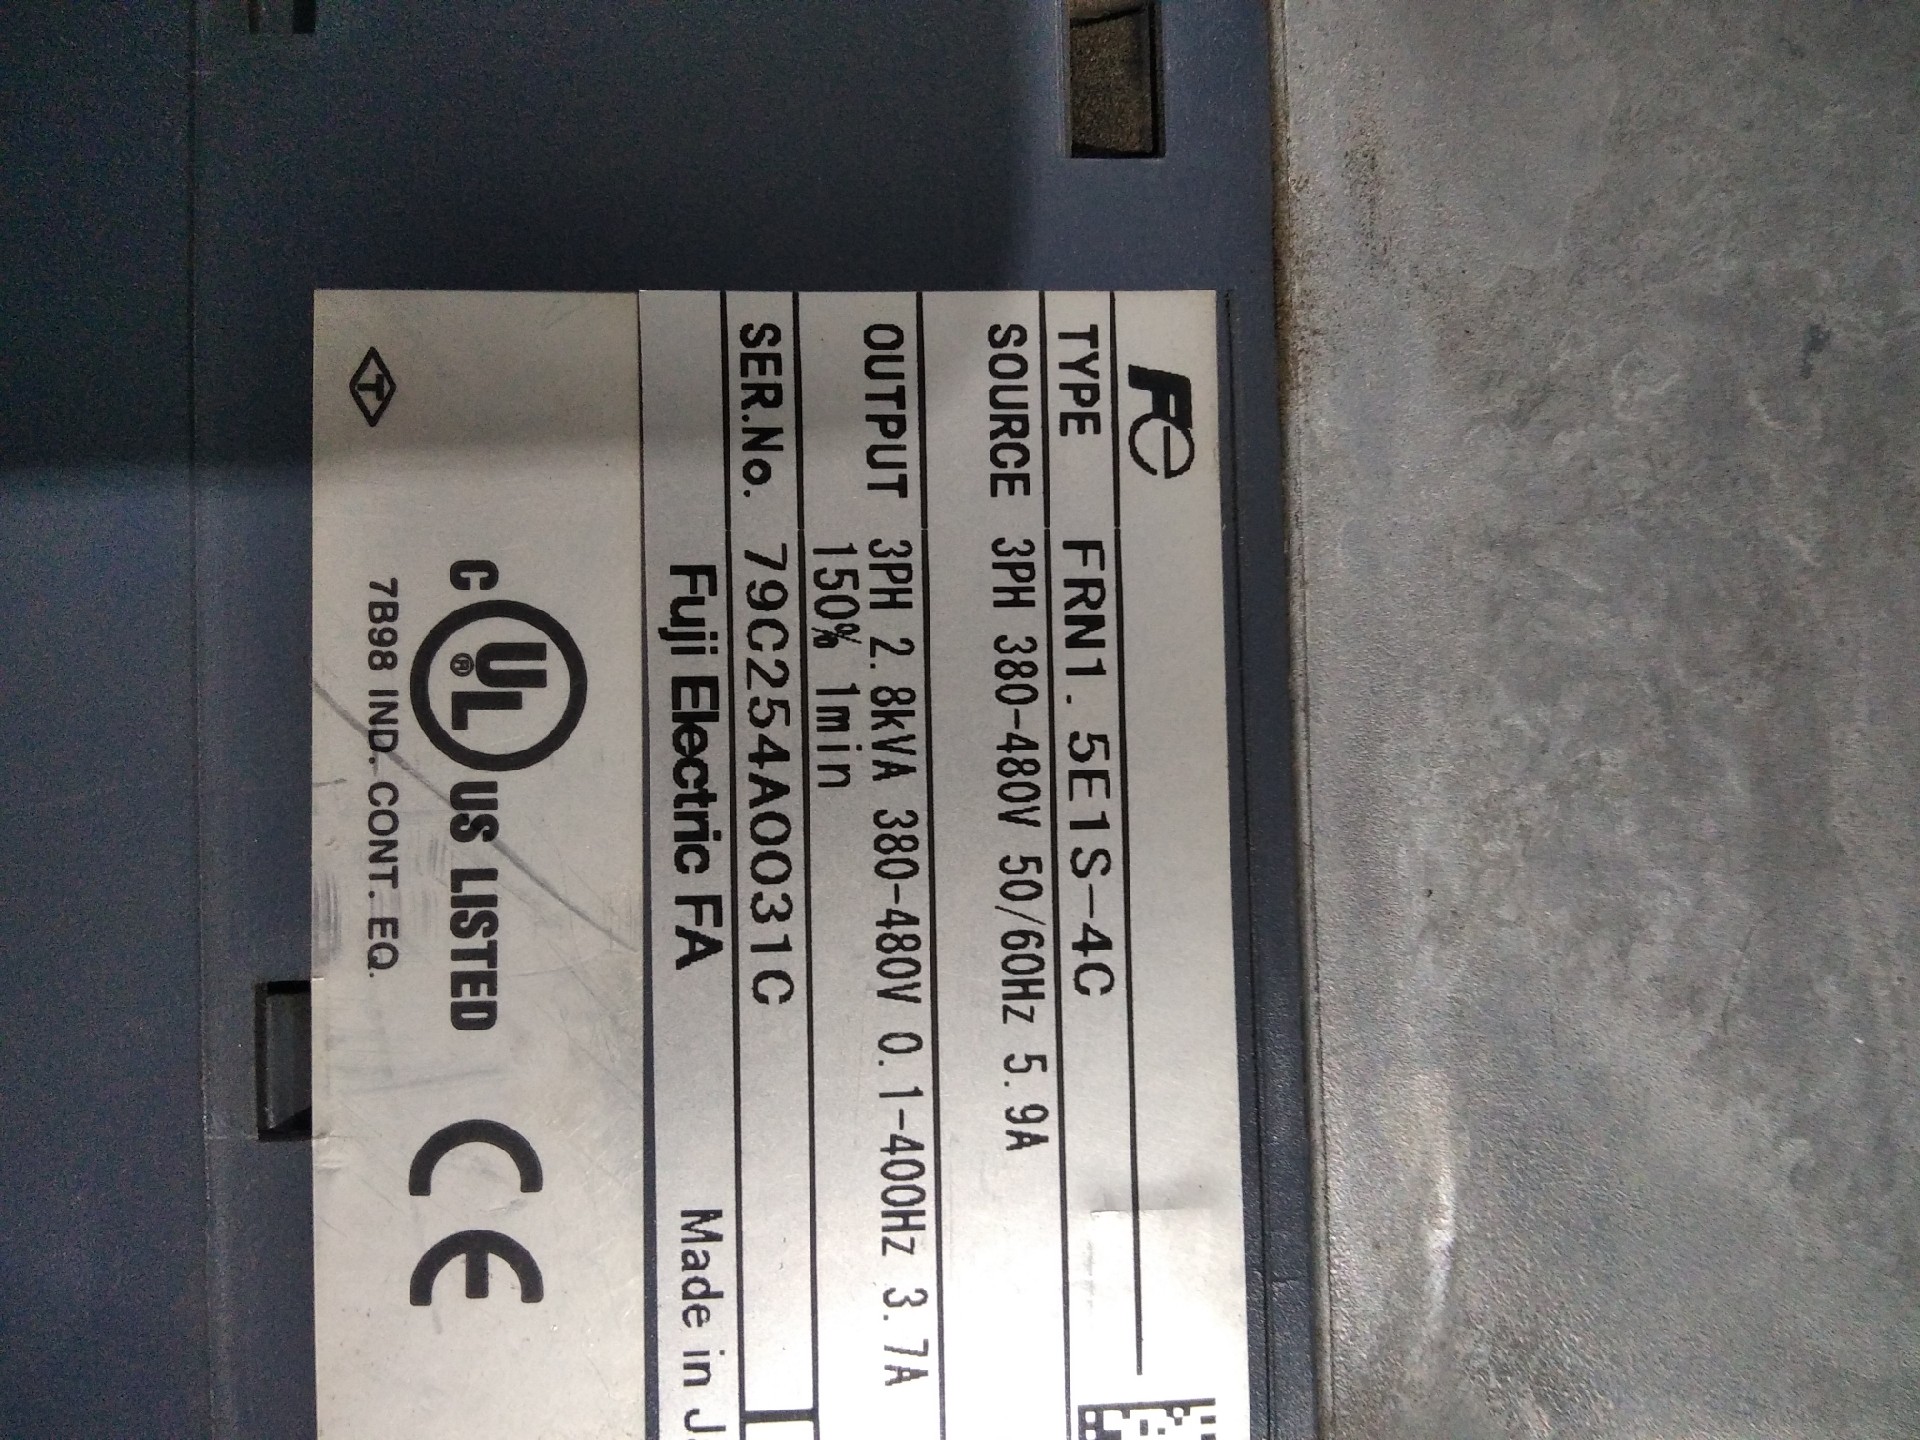 Fe
TYPE FRN1.5E1S-4C
SOURCE 3PH 380-480V 50/60Hz 5.9A
OUTPUT 3PH 2.8kVA 380-480V 0.1-400Hz 3.7A
150% 1min
SER.No. 79C254A0031C
Fuji Electric FA Made in J
C UL® US LISTED CE
T 7B98 IND. CONT. EQ.